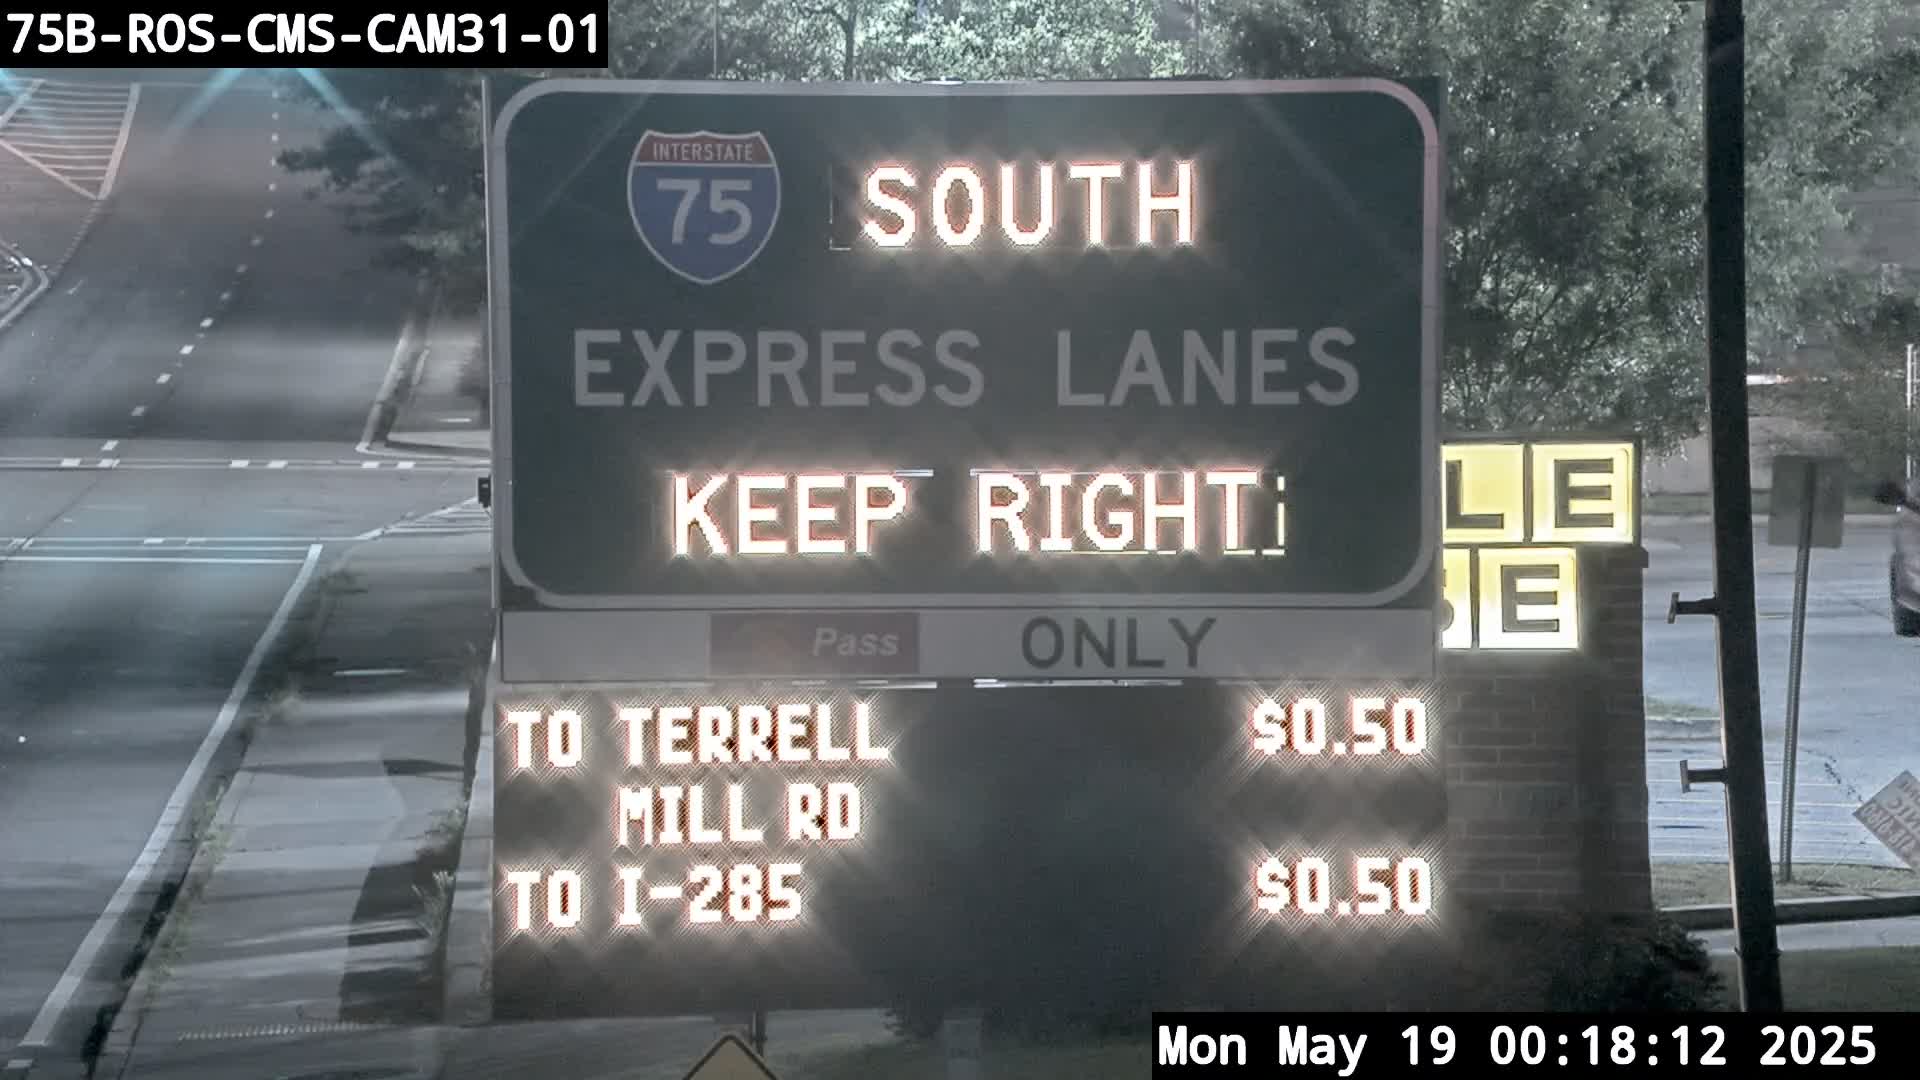 75B-ROS-CMS-CAM31-01
INTERSTATE
75
SOUTH
EXPRESS LANES
KEEP RIGHT
Pass ONLY
LE
E
TO TERRELL $0.50
MILL RD
TO I-285 $0.50
Mon May 19 00:18:12 2025